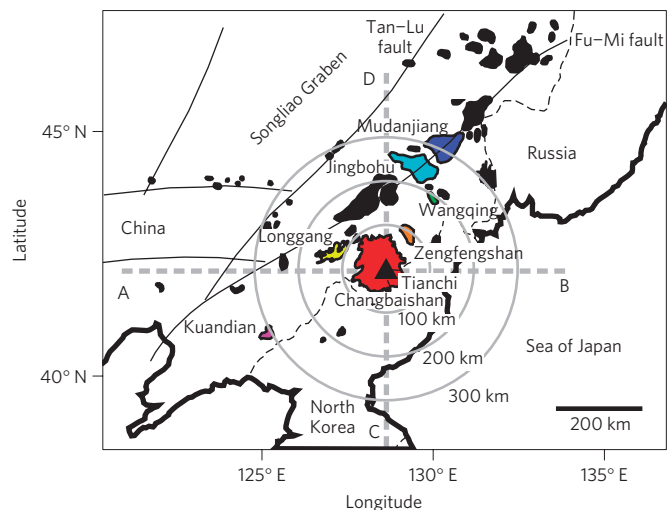 Tan–Lu
fault
Fu–Mi fault
D
Songliao Graben
45° N
Mudanjiang
Jingbohu
Russia
Wangqing
China
Longgang
Zengfengshan
A
Tianchi
B
Changbaishan
100 km
Kuandian
200 km
Sea of Japan
40° N
300 km
North
Korea
C
200 km
125° E
130° E
135° E
Latitude
Longitude